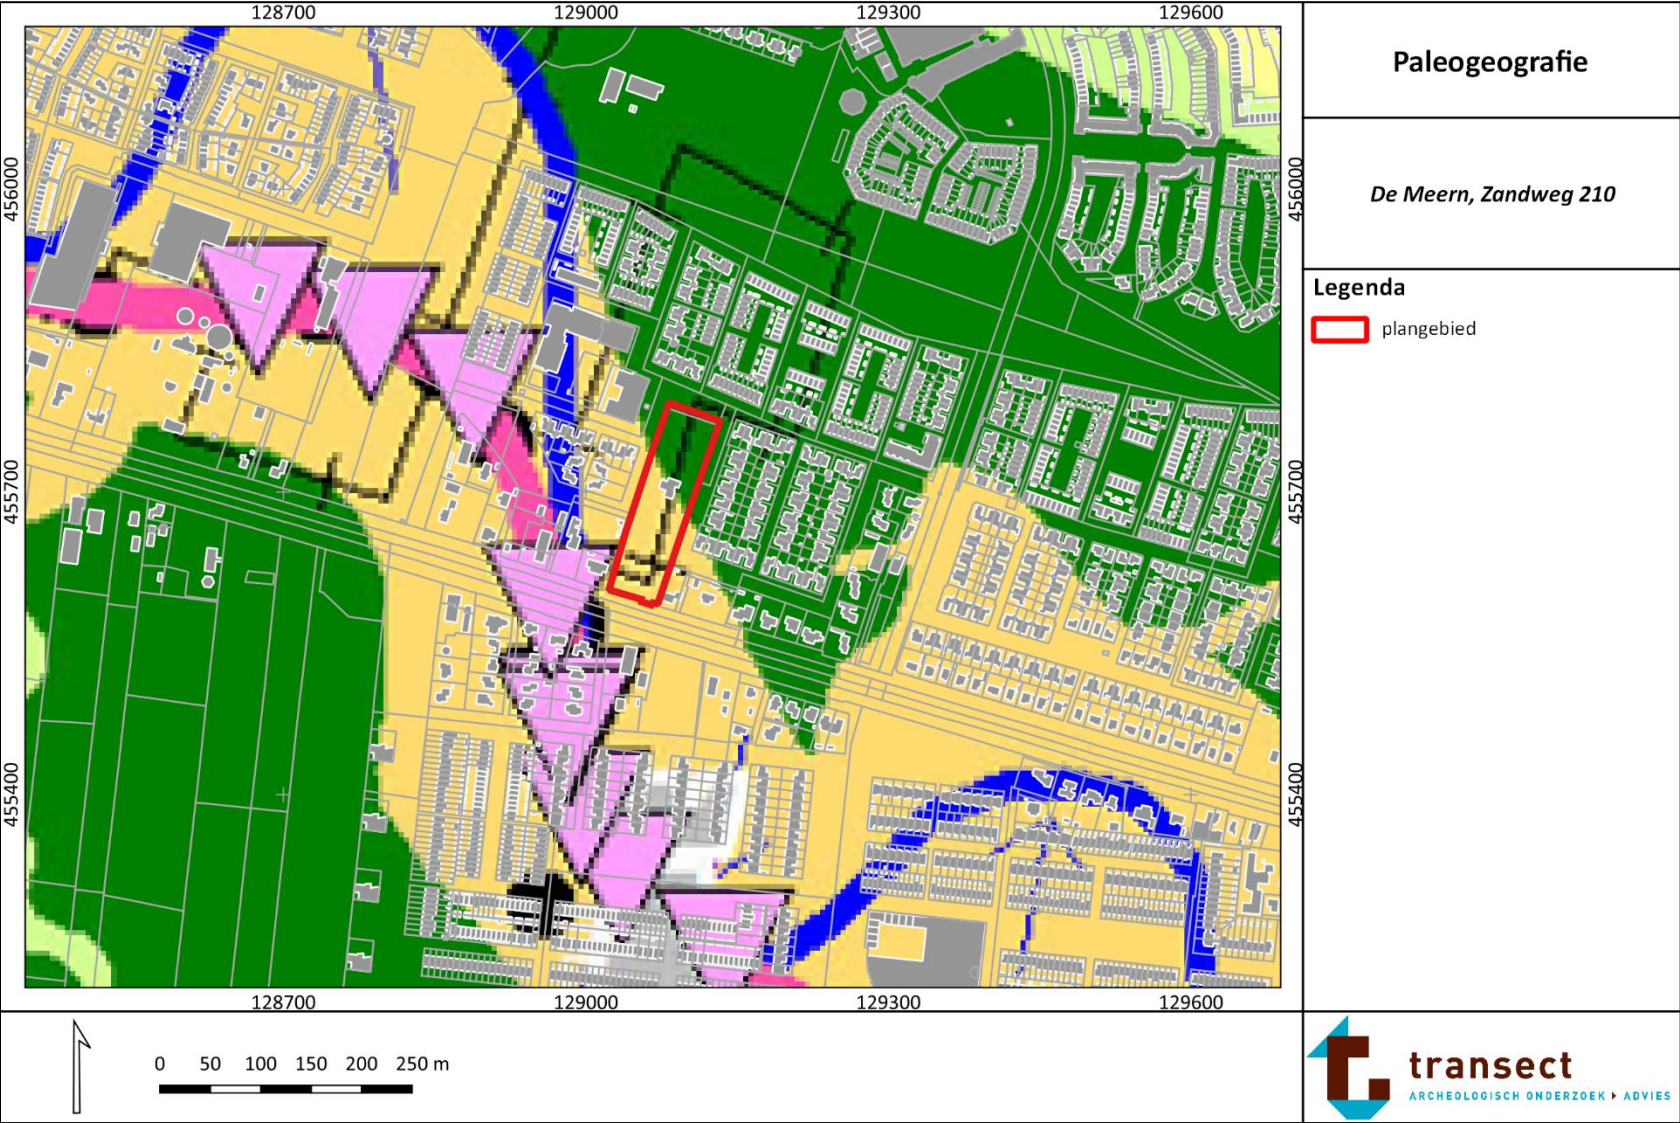 128700 129000 129300 129600
456000
455700
455400
456000
455700
455400
128700 129000 129300 129600
Paleogeografie
De Meern, Zandweg 210
Legenda
plangebied
0 50 100 150 200 250 m
transect
ARCHEOLOGISCH ONDERZOEK ▸ ADVIES